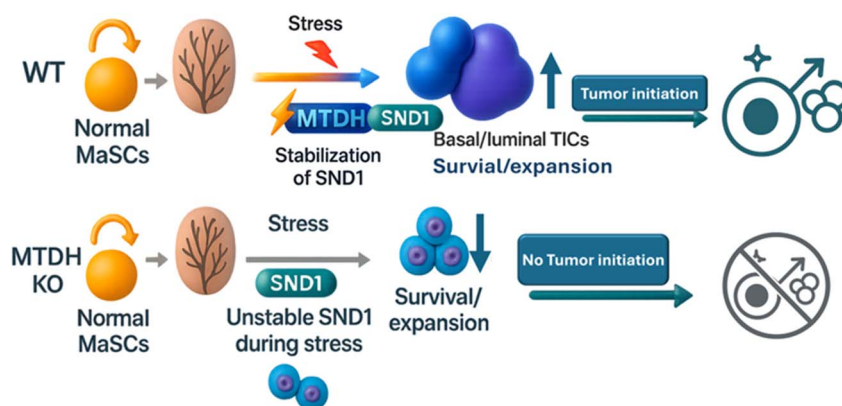 WT
Normal
MaSCs
Stress
MTDH SND1
Stabilization
of SND1
Basal/luminal TICs
Survial/expansion
Tumor initiation
MTDH
KO
Normal
MaSCs
Stress
SND1
Unstable SND1
during stress
Survival/
expansion
No Tumor initiation